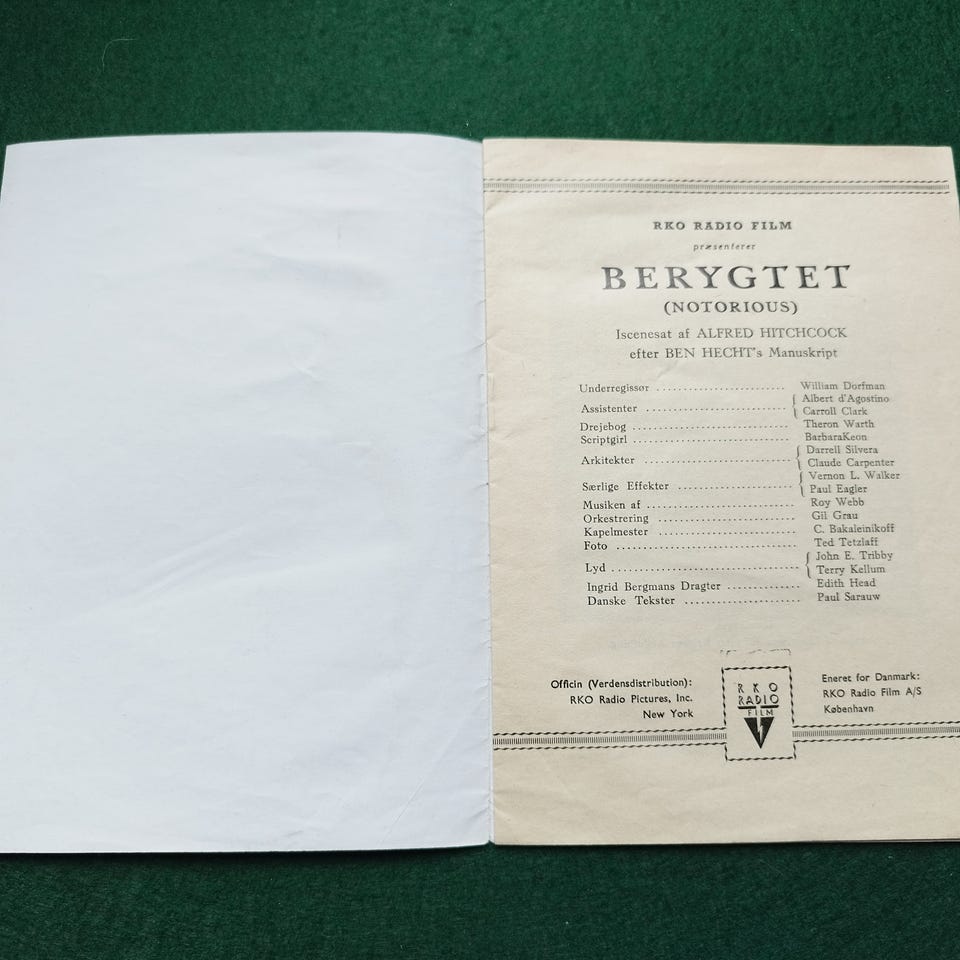 RKO RADIO FILM
præsenterer
BERYGTET
(NOTORIOUS)
Iscenesat af ALFRED HITCHCOCK
efter BEN HECHT's Manuskript
Underregissør .......................... William Dorfman
Assistenter .......................... { Albert d'Agostino
Carroll Clark
Drejebog .......................... Theron Warth
Scriptgirl .......................... BarbaraKeon
Arkitekter .......................... { Darrell Silvera
Claude Carpenter
Særlige Effekter .......................... { Vernon L. Walker
Paul Eagler
Musiken af .......................... Roy Webb
Orkestrering .......................... Gil Grau
Kapelmester .......................... C. Bakaleinikoff
Foto .......................... Ted Tetzlaff
Lyd .......................... { John E. Tribby
Terry Kellum
Ingrid Bergmans Dragter .............. Edith Head
Danske Tekster .......................... Paul Sarauw
Officin (Verdensdistribution):
RKO Radio Pictures, Inc.
New York
RKO
RADIO
FILM
Eneret for Danmark:
RKO Radio Film A/S
København